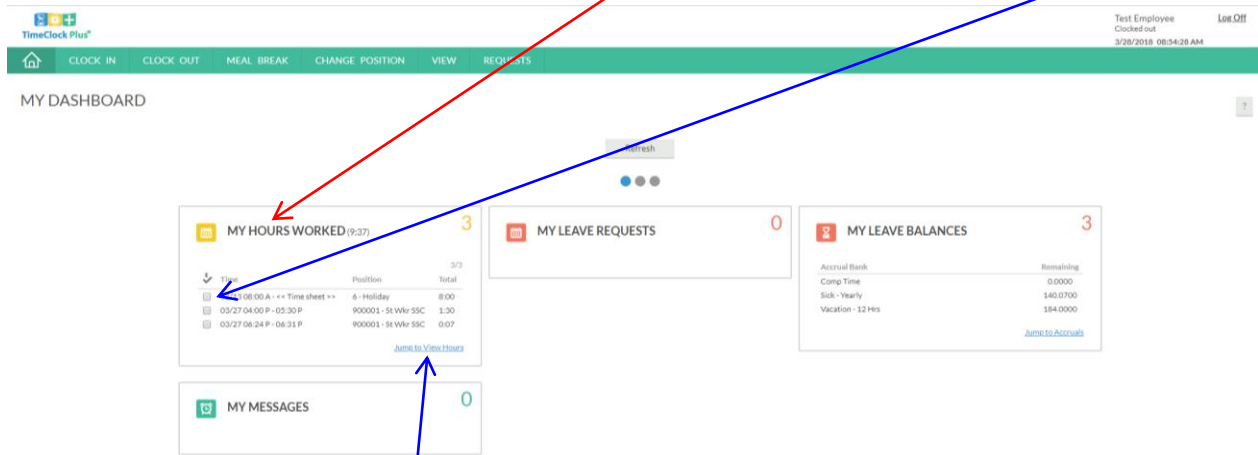 TimeClock Plus®
Test Employee
Log Off
Clocked out
3/28/2018 08:54:28 AM
CLOCK IN CLOCK OUT MEAL BREAK CHANGE POSITION VIEW REQUESTS
MY DASHBOARD
?
Refresh
MY HOURS WORKED (9:37) 3
3/3
Time Position Total
08:00 A - << Time sheet >> 6 - Holiday 8:00
03/27 04:00 P - 05:30 P 900001 - St Wkr SSC 1:30
03/27 06:24 P - 06:31 P 900001 - St Wkr SSC 0:07
Jump to View Hours
MY LEAVE REQUESTS 0
MY LEAVE BALANCES 3
Accrual Bank Remaining
Comp Time 0.0000
Sick - Yearly 140.0700
Vacation - 12 Hrs 184.0000
Jump to Accruals
MY MESSAGES 0